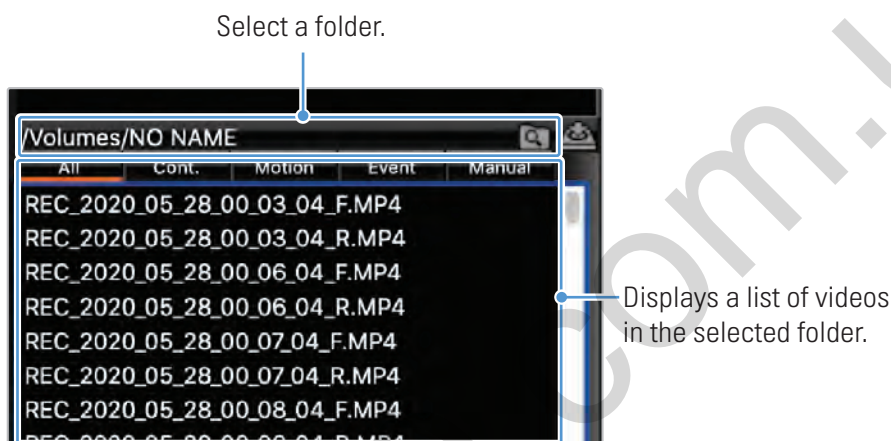 Select a folder.
/Volumes/NO NAME
All Cont. Motion Event Manual
REC_2020_05_28_00_03_04_F.MP4
REC_2020_05_28_00_03_04_R.MP4
REC_2020_05_28_00_06_04_F.MP4
REC_2020_05_28_00_06_04_R.MP4
REC_2020_05_28_00_07_04_F.MP4
REC_2020_05_28_00_07_04_R.MP4
REC_2020_05_28_00_08_04_F.MP4
Displays a list of videos
in the selected folder.
com.